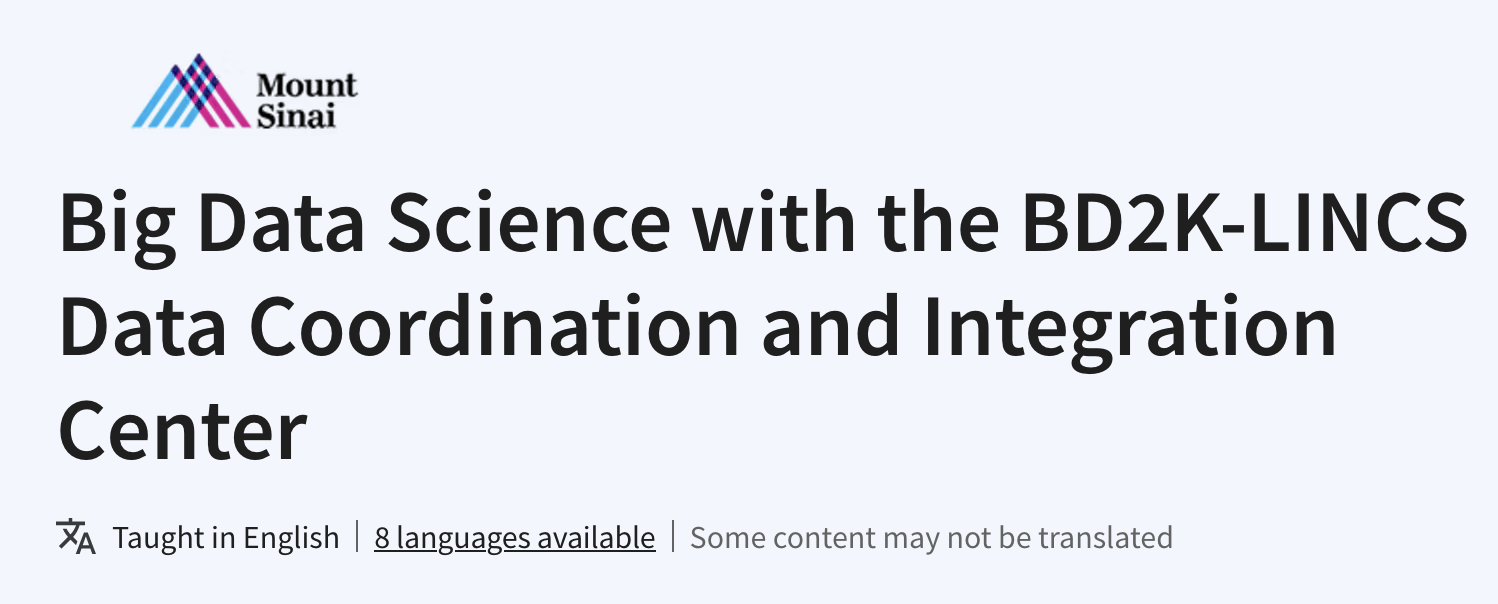 Mount
Sinai
Big Data Science with the BD2K-LINCS
Data Coordination and Integration
Center
Taught in English | 8 languages available | Some content may not be translated